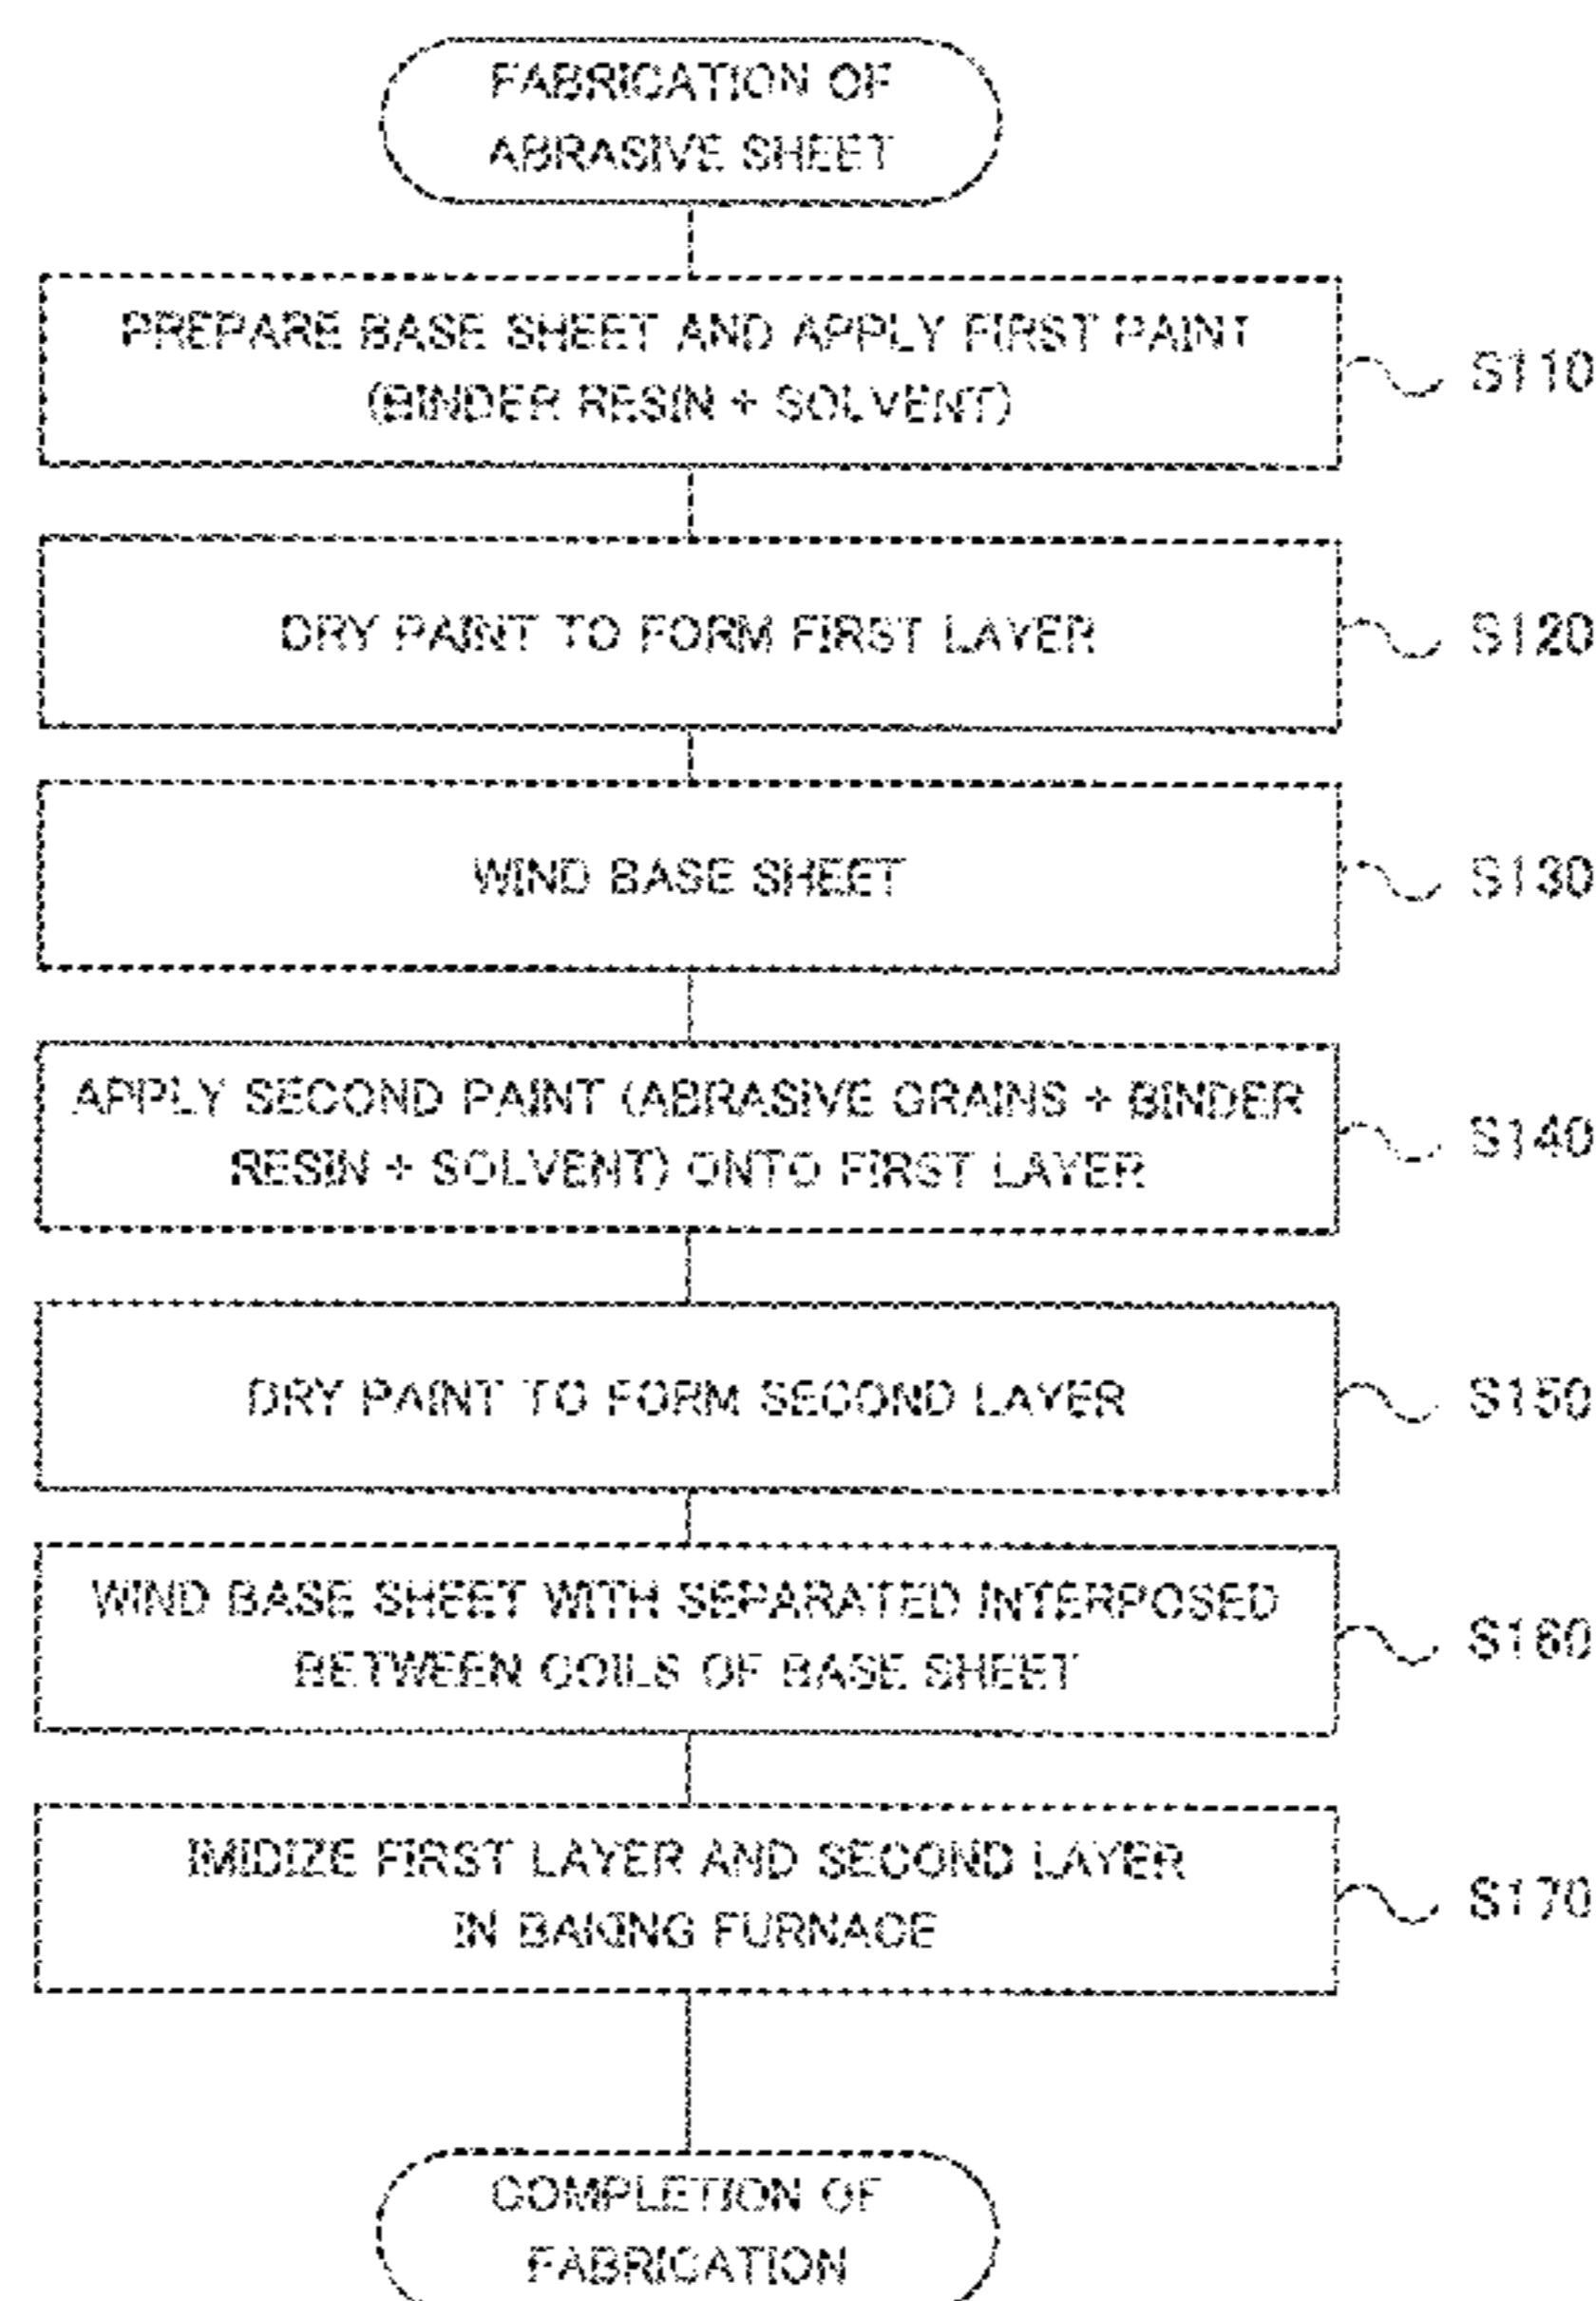 FABRICATION OF
ABRASIVE SHEET
PREPARE BASE SHEET AND APPLY FIRST PAINT
(BINDER RESIN + SOLVENT)
S110
DRY PAINT TO FORM FIRST LAYER
S120
WIND BASE SHEET
S130
APPLY SECOND PAINT (ABRASIVE GRAINS + BINDER
RESIN + SOLVENT) ONTO FIRST LAYER
S140
DRY PAINT TO FORM SECOND LAYER
S150
WIND BASE SHEET WITH SEPARATED INTERPOSED
BETWEEN COILS OF BASE SHEET
S160
IMIDIZE FIRST LAYER AND SECOND LAYER
IN BAKING FURNACE
S170
COMPLETION OF
FABRICATION